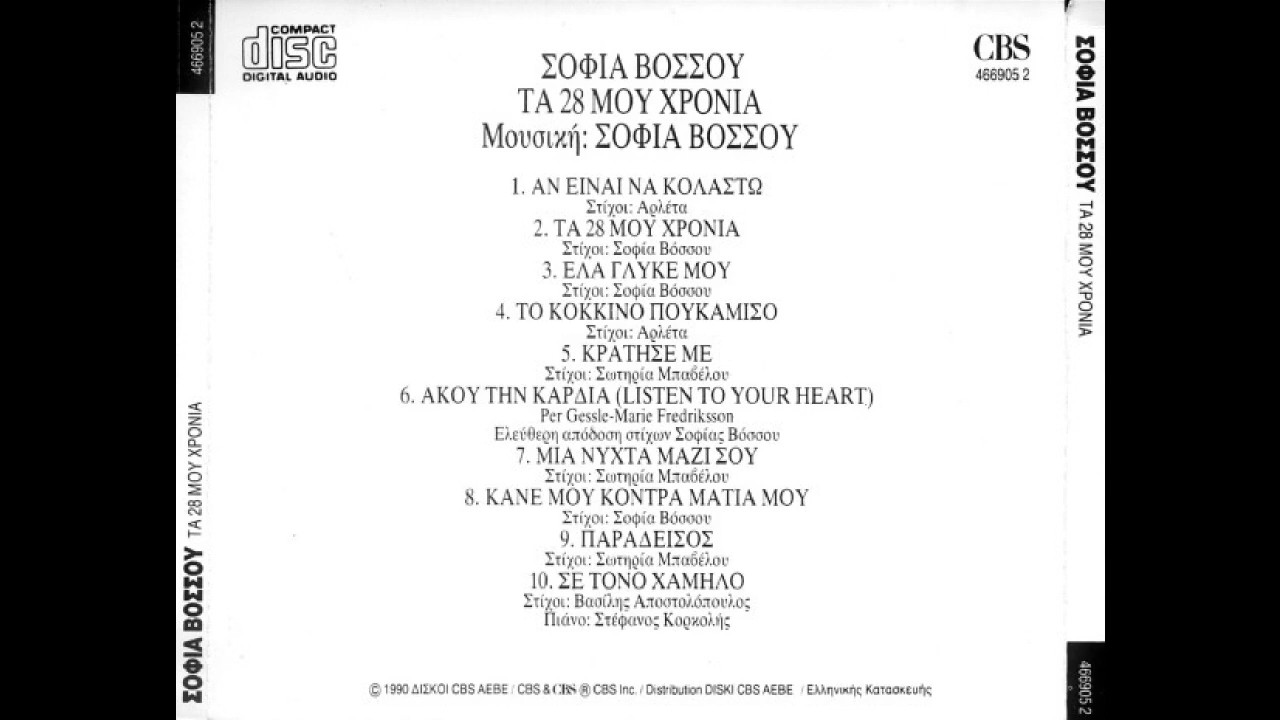 466905 2
COMPACT
disc
DIGITAL AUDIO
CBS
466905 2
ΣΟΦΙΑ ΒΟΣΣΟΥ
ΤΑ 28 ΜΟΥ ΧΡΟΝΙΑ
Μουσική: ΣΟΦΙΑ ΒΟΣΣΟΥ
1. ΑΝ ΕΙΝΑΙ ΝΑ ΚΟΛΑΣΤΩ
Στίχοι: Αρλέτα
2. ΤΑ 28 ΜΟΥ ΧΡΟΝΙΑ
Στίχοι: Σοφία Βόσσου
3. ΕΛΑ ΓΛΥΚΕ ΜΟΥ
Στίχοι: Σοφία Βόσσου
4. ΤΟ ΚΟΚΚΙΝΟ ΠΟΥΚΑΜΙΣΟ
Στίχοι: Αρλέτα
5. ΚΡΑΤΗΣΕ ΜΕ
Στίχοι: Σωτηρία Μπαβέλου
6. ΑΚΟΥ ΤΗΝ ΚΑΡΔΙΑ (LISTEN TO YOUR HEART)
Per Gessle-Marie Fredriksson
Ελεύθερη απόδοση στίχων Σοφίας Βόσσου
7. ΜΙΑ ΝΥΧΤΑ ΜΑΖΙ ΣΟΥ
Στίχοι: Σωτηρία Μπαβέλου
8. ΚΑΝΕ ΜΟΥ ΚΟΝΤΡΑ ΜΑΤΙΑ ΜΟΥ
Στίχοι: Σοφία Βόσσου
9. ΠΑΡΑΔΕΙΣΟΣ
Στίχοι: Σωτηρία Μπαβέλου
10. ΣΕ ΤΟΝΟ ΧΑΜΗΛΟ
Στίχοι: Βασίλης Αποστολόπουλος
Πιάνο: Στέφανος Κορκολής
© 1990 ΔΙΣΚΟΙ CBS AEBE / CBS & CBS ® CBS Inc. / Distribution DISKI CBS AEBE / Ελληνικής Κατασκευής
ΣΟΦΙΑ ΒΟΣΣΟΥ ΤΑ 28 ΜΟΥ ΧΡΟΝΙΑ
ΣΟΦΙΑ ΒΟΣΣΟΥ ΤΑ 28 ΜΟΥ ΧΡΟΝΙΑ
466905 2